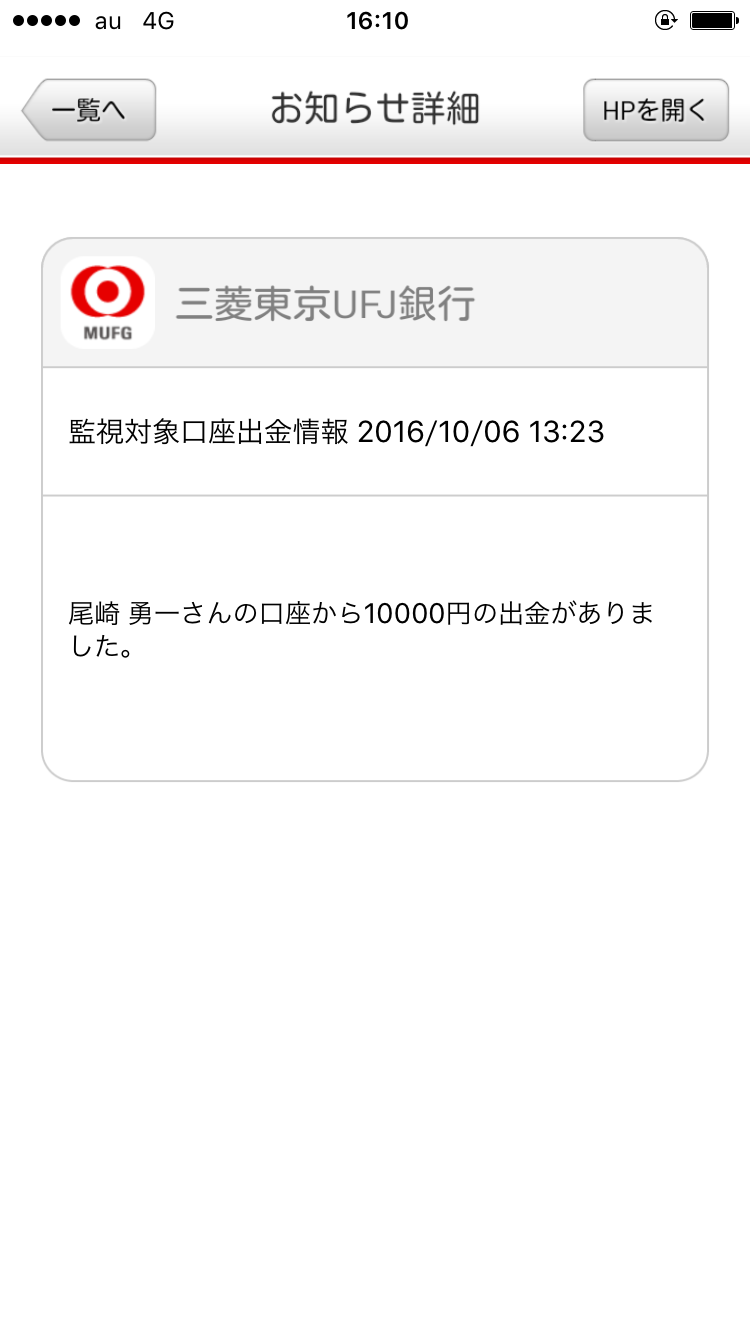 au 4G 16:10
一覧へ お知らせ詳細 HPを開く
MUFG 三菱東京UFJ銀行
監視対象口座出金情報 2016/10/06 13:23
尾崎 勇一さんの口座から10000円の出金がありま
した。